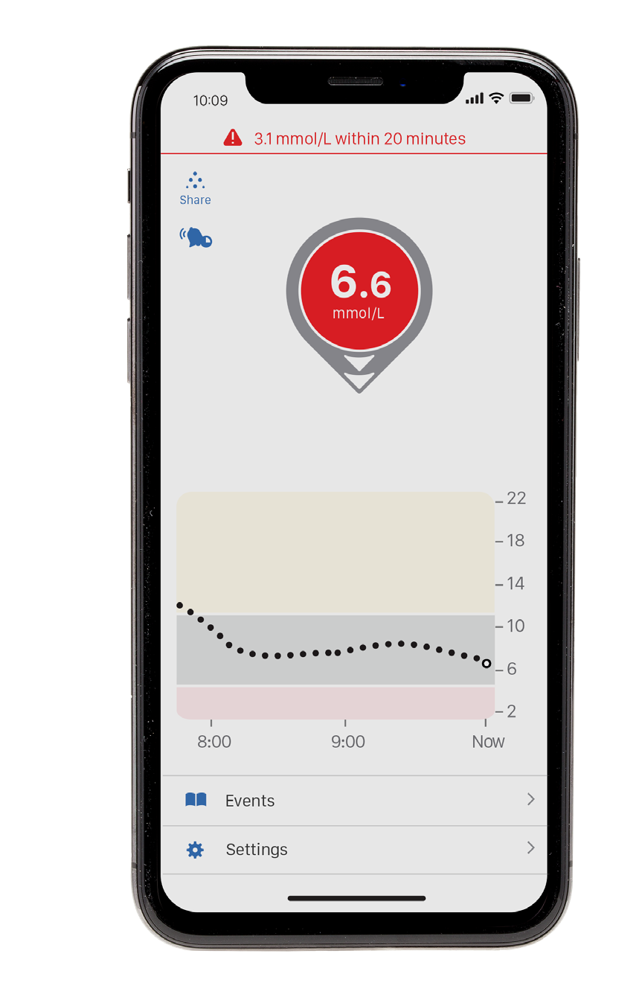 10:09
3.1 mmol/L within 20 minutes
Share
6.6
mmol/L
22
18
14
10
6
2
8:00 9:00 Now
Events
Settings